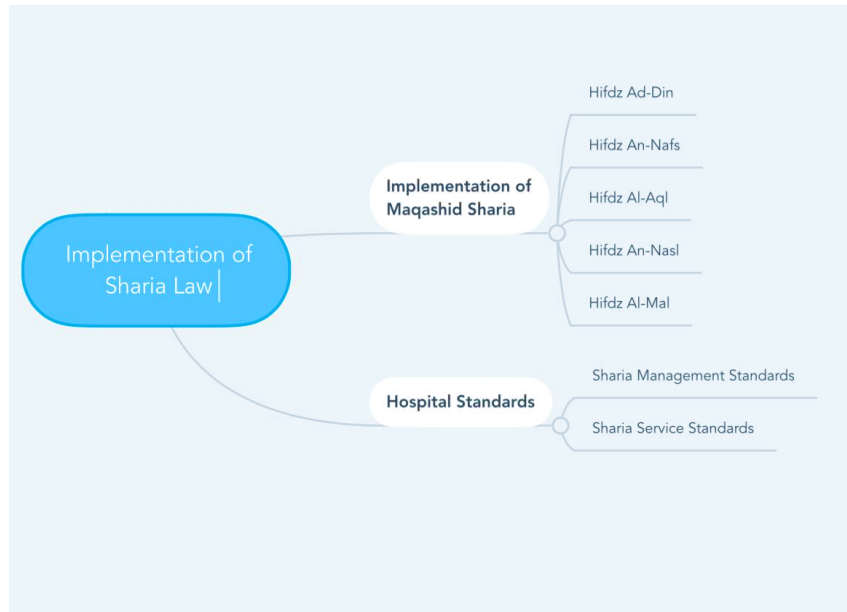 Implementation of
Sharia Law
Implementation of
Maqashid Sharia
Hifdz Ad-Din
Hifdz An-Nafs
Hifdz Al-Aql
Hifdz An-Nasl
Hifdz Al-Mal
Hospital Standards
Sharia Management Standards
Sharia Service Standards